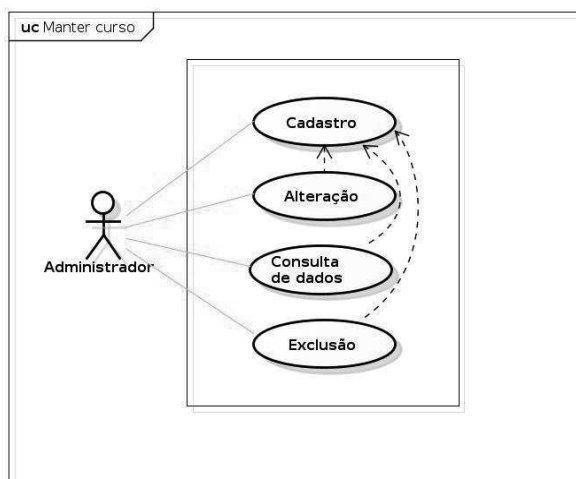 uc Manter curso
Cadastro
Alteração
Administrador
Consulta
de dados
Exclusão